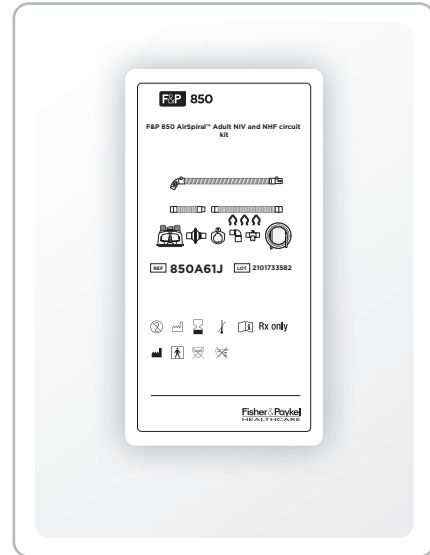 F&P 850
F&P 850 AirSpiral™ Adult NIV and NHF circuit
kit
REF 850A61J LOT 2101733582
Rx only
Fisher&Paykel
HEALTHCARE